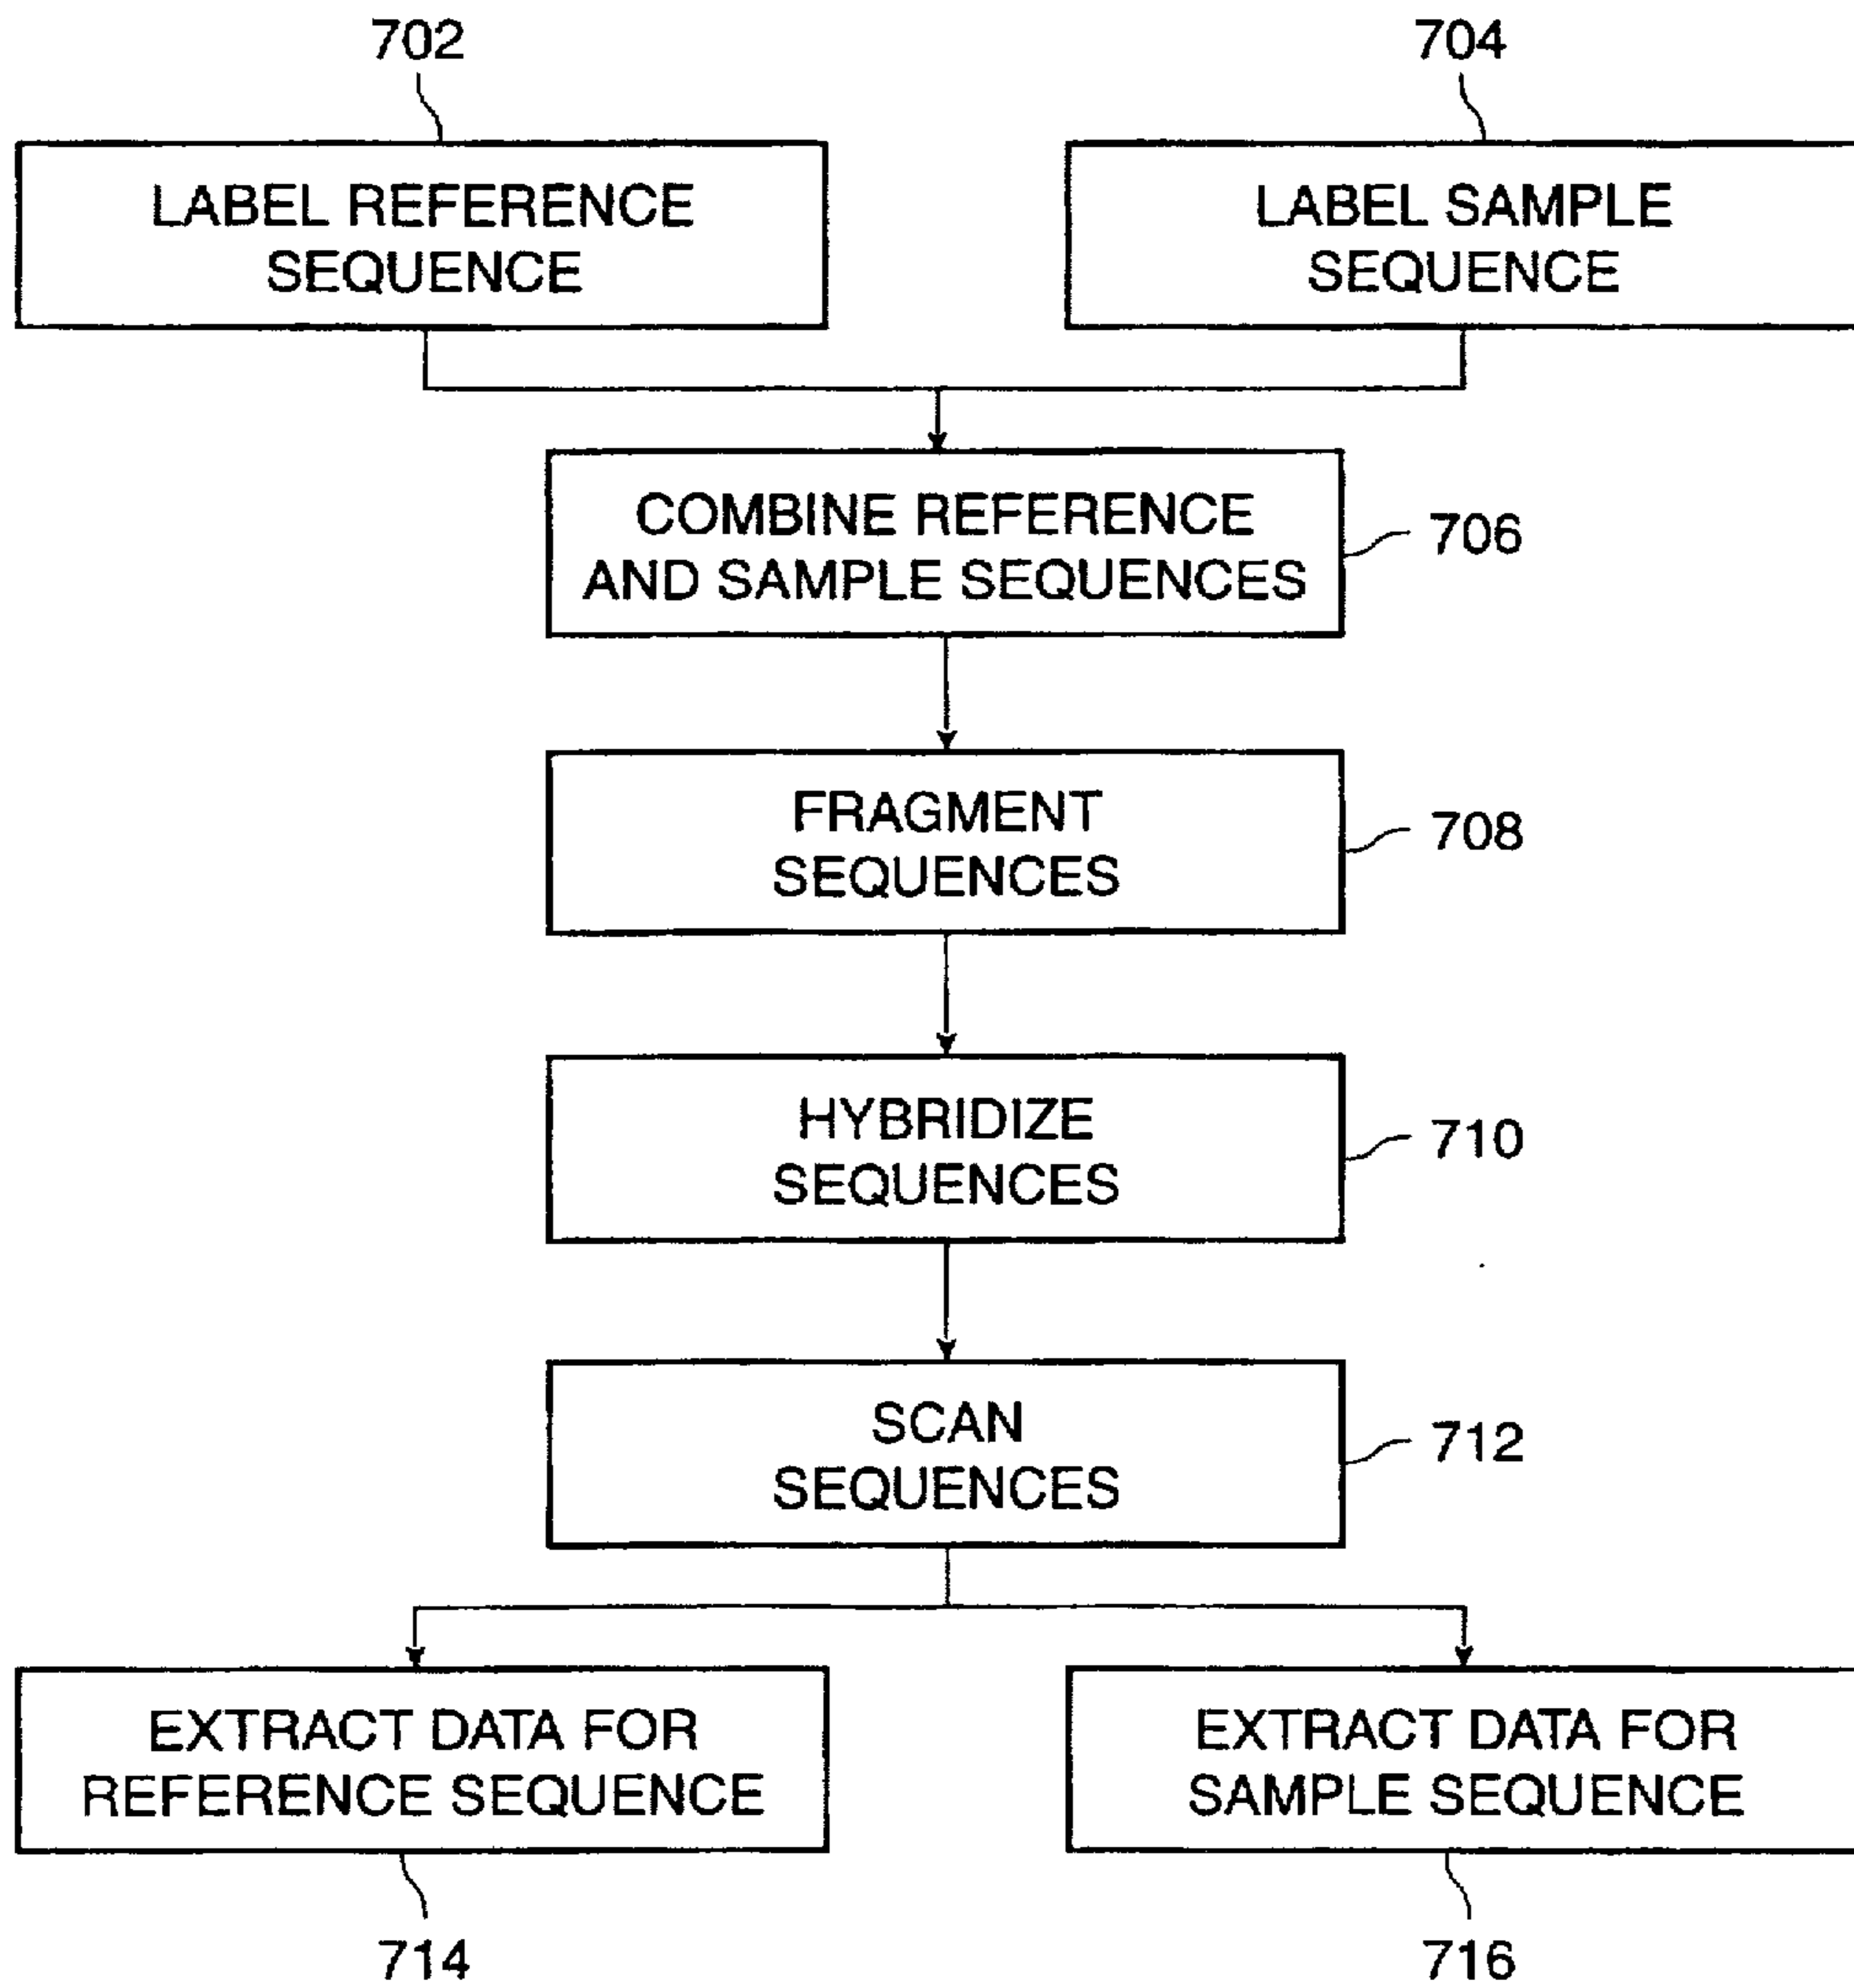 702
704
LABEL REFERENCE
SEQUENCE
LABEL SAMPLE
SEQUENCE
COMBINE REFERENCE
AND SAMPLE SEQUENCES
706
FRAGMENT
SEQUENCES
708
HYBRIDIZE
SEQUENCES
710
SCAN
SEQUENCES
712
EXTRACT DATA FOR
REFERENCE SEQUENCE
EXTRACT DATA FOR
SAMPLE SEQUENCE
714
716